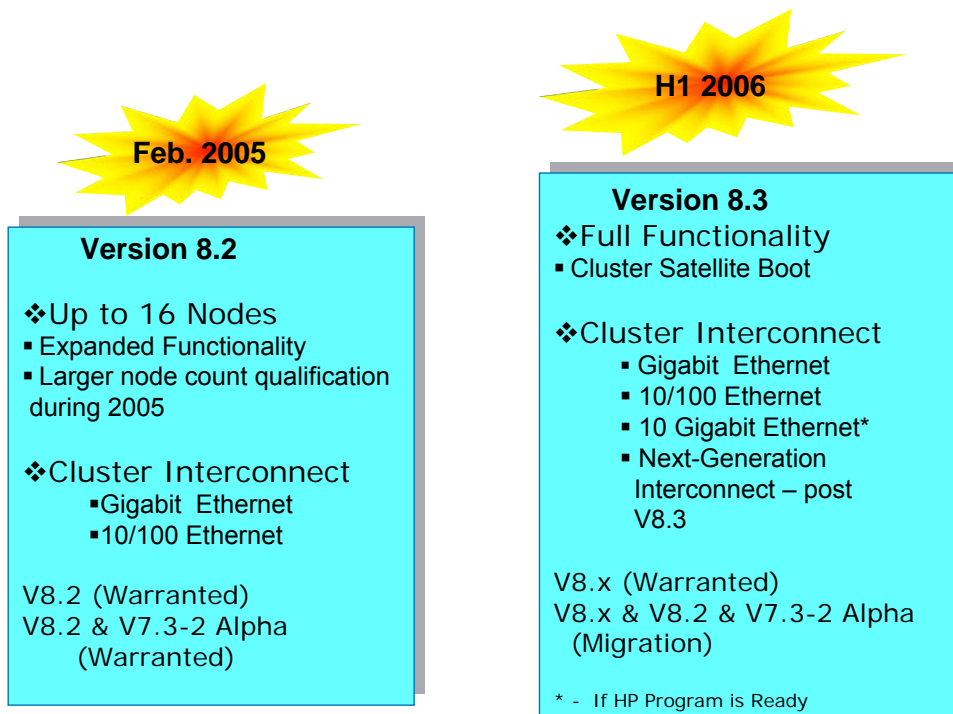 Feb. 2005
Version 8.2
❖Up to 16 Nodes
▪ Expanded Functionality
▪ Larger node count qualification
during 2005
❖Cluster Interconnect
▪Gigabit Ethernet
▪10/100 Ethernet
V8.2 (Warranted)
V8.2 & V7.3-2 Alpha
(Warranted)
H1 2006
Version 8.3
❖Full Functionality
▪ Cluster Satellite Boot
❖Cluster Interconnect
▪ Gigabit Ethernet
▪ 10/100 Ethernet
▪ 10 Gigabit Ethernet*
▪ Next-Generation
Interconnect – post
V8.3
V8.x (Warranted)
V8.x & V8.2 & V7.3-2 Alpha
(Migration)
* - If HP Program is Ready